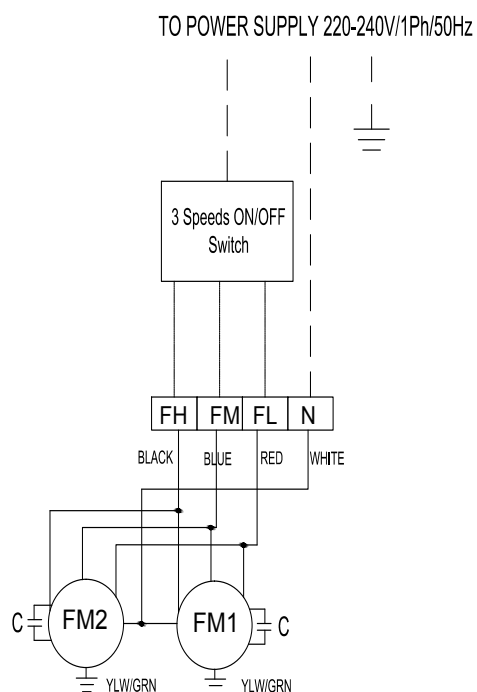 TO POWER SUPPLY 220-240V/1Ph/50Hz
3 Speeds ON/OFF
Switch
FH FM FL N
BLACK BLUE RED WHITE
C FM2 FM1 C
YLW/GRN YLW/GRN